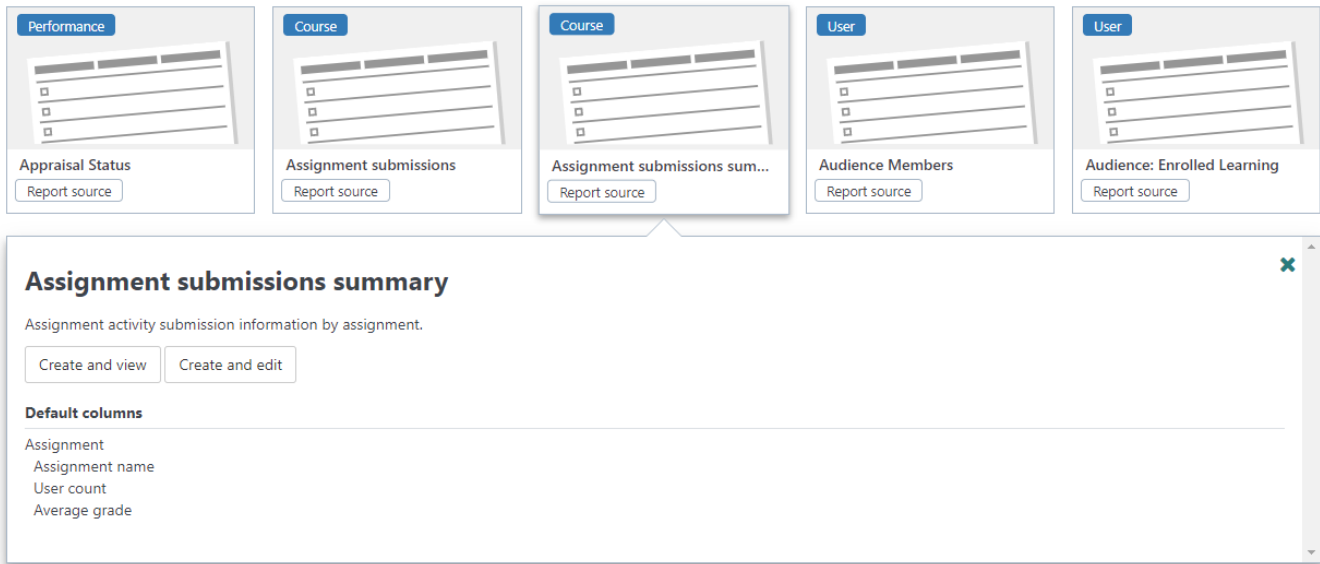 Performance
Course
Course
User
User
Appraisal Status
Assignment submissions
Assignment submissions sum...
Audience Members
Audience: Enrolled Learning
Report source
Report source
Report source
Report source
Report source
Assignment submissions summary
Assignment activity submission information by assignment.
Create and view
Create and edit
Default columns
Assignment
Assignment name
User count
Average grade